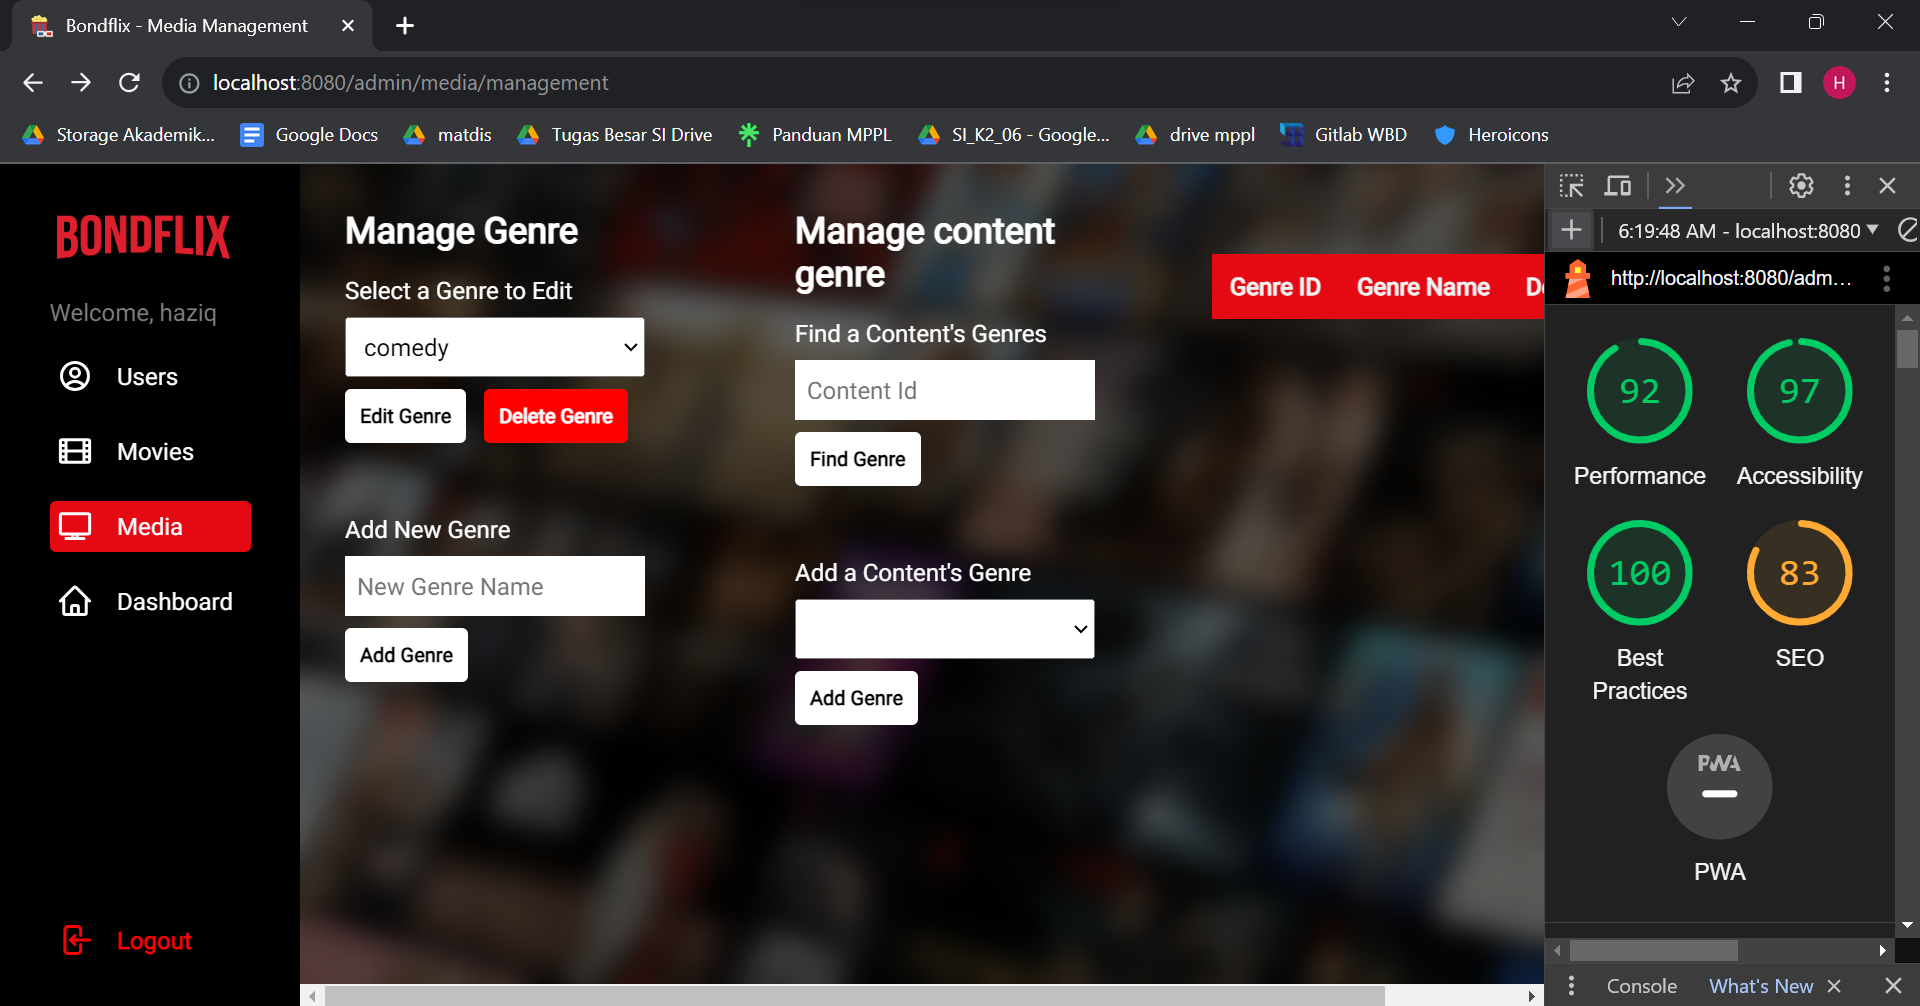 Bondflix - Media Management
localhost:8080/admin/media/management
H
Storage Akademik...
Google Docs
matdis
Tugas Besar SI Drive
Panduan MPPL
SI_K2_06 - Google...
drive mppl
Gitlab WBD
Heroicons
BONDFLIX
Welcome, haziq
Users
Movies
Media
Dashboard
Logout
Manage Genre
Select a Genre to Edit
comedy
Edit Genre
Delete Genre
Add New Genre
New Genre Name
Add Genre
Manage content
genre
Find a Content's Genres
Content Id
Find Genre
Add a Content's Genre
Add Genre
Genre ID
Genre Name
6:19:48 AM - localhost:8080
http://localhost:8080/adm...
92
Performance
97
Accessibility
100
Best
Practices
83
SEO
PWA
PWA
Console
What's New